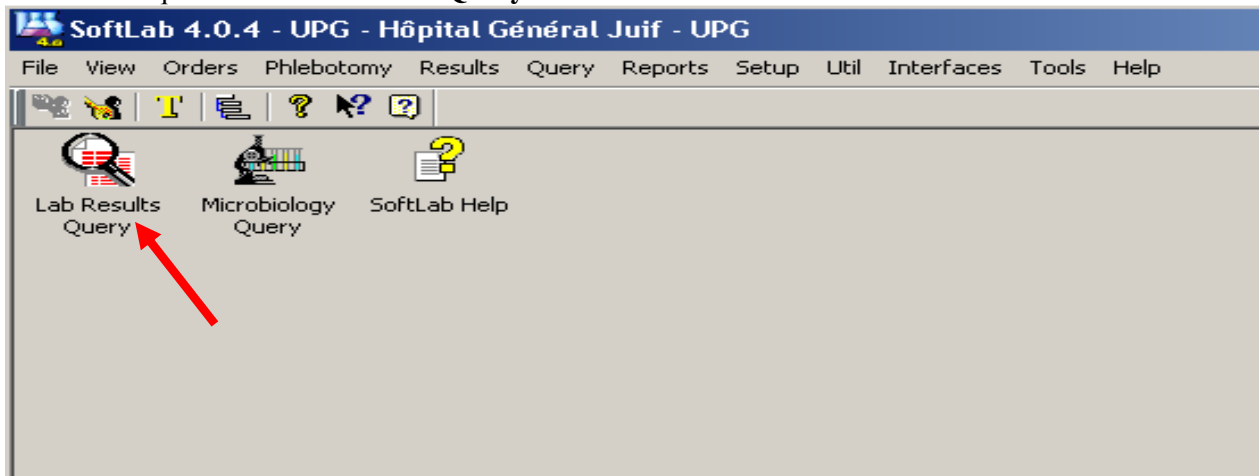 SoftLab 4.0.4 - UPG - Hôpital Général Juif - UPG
File View Orders Phlebotomy Results Query Reports Setup Util Interfaces Tools Help
Lab Results Query
Microbiology Query
SoftLab Help